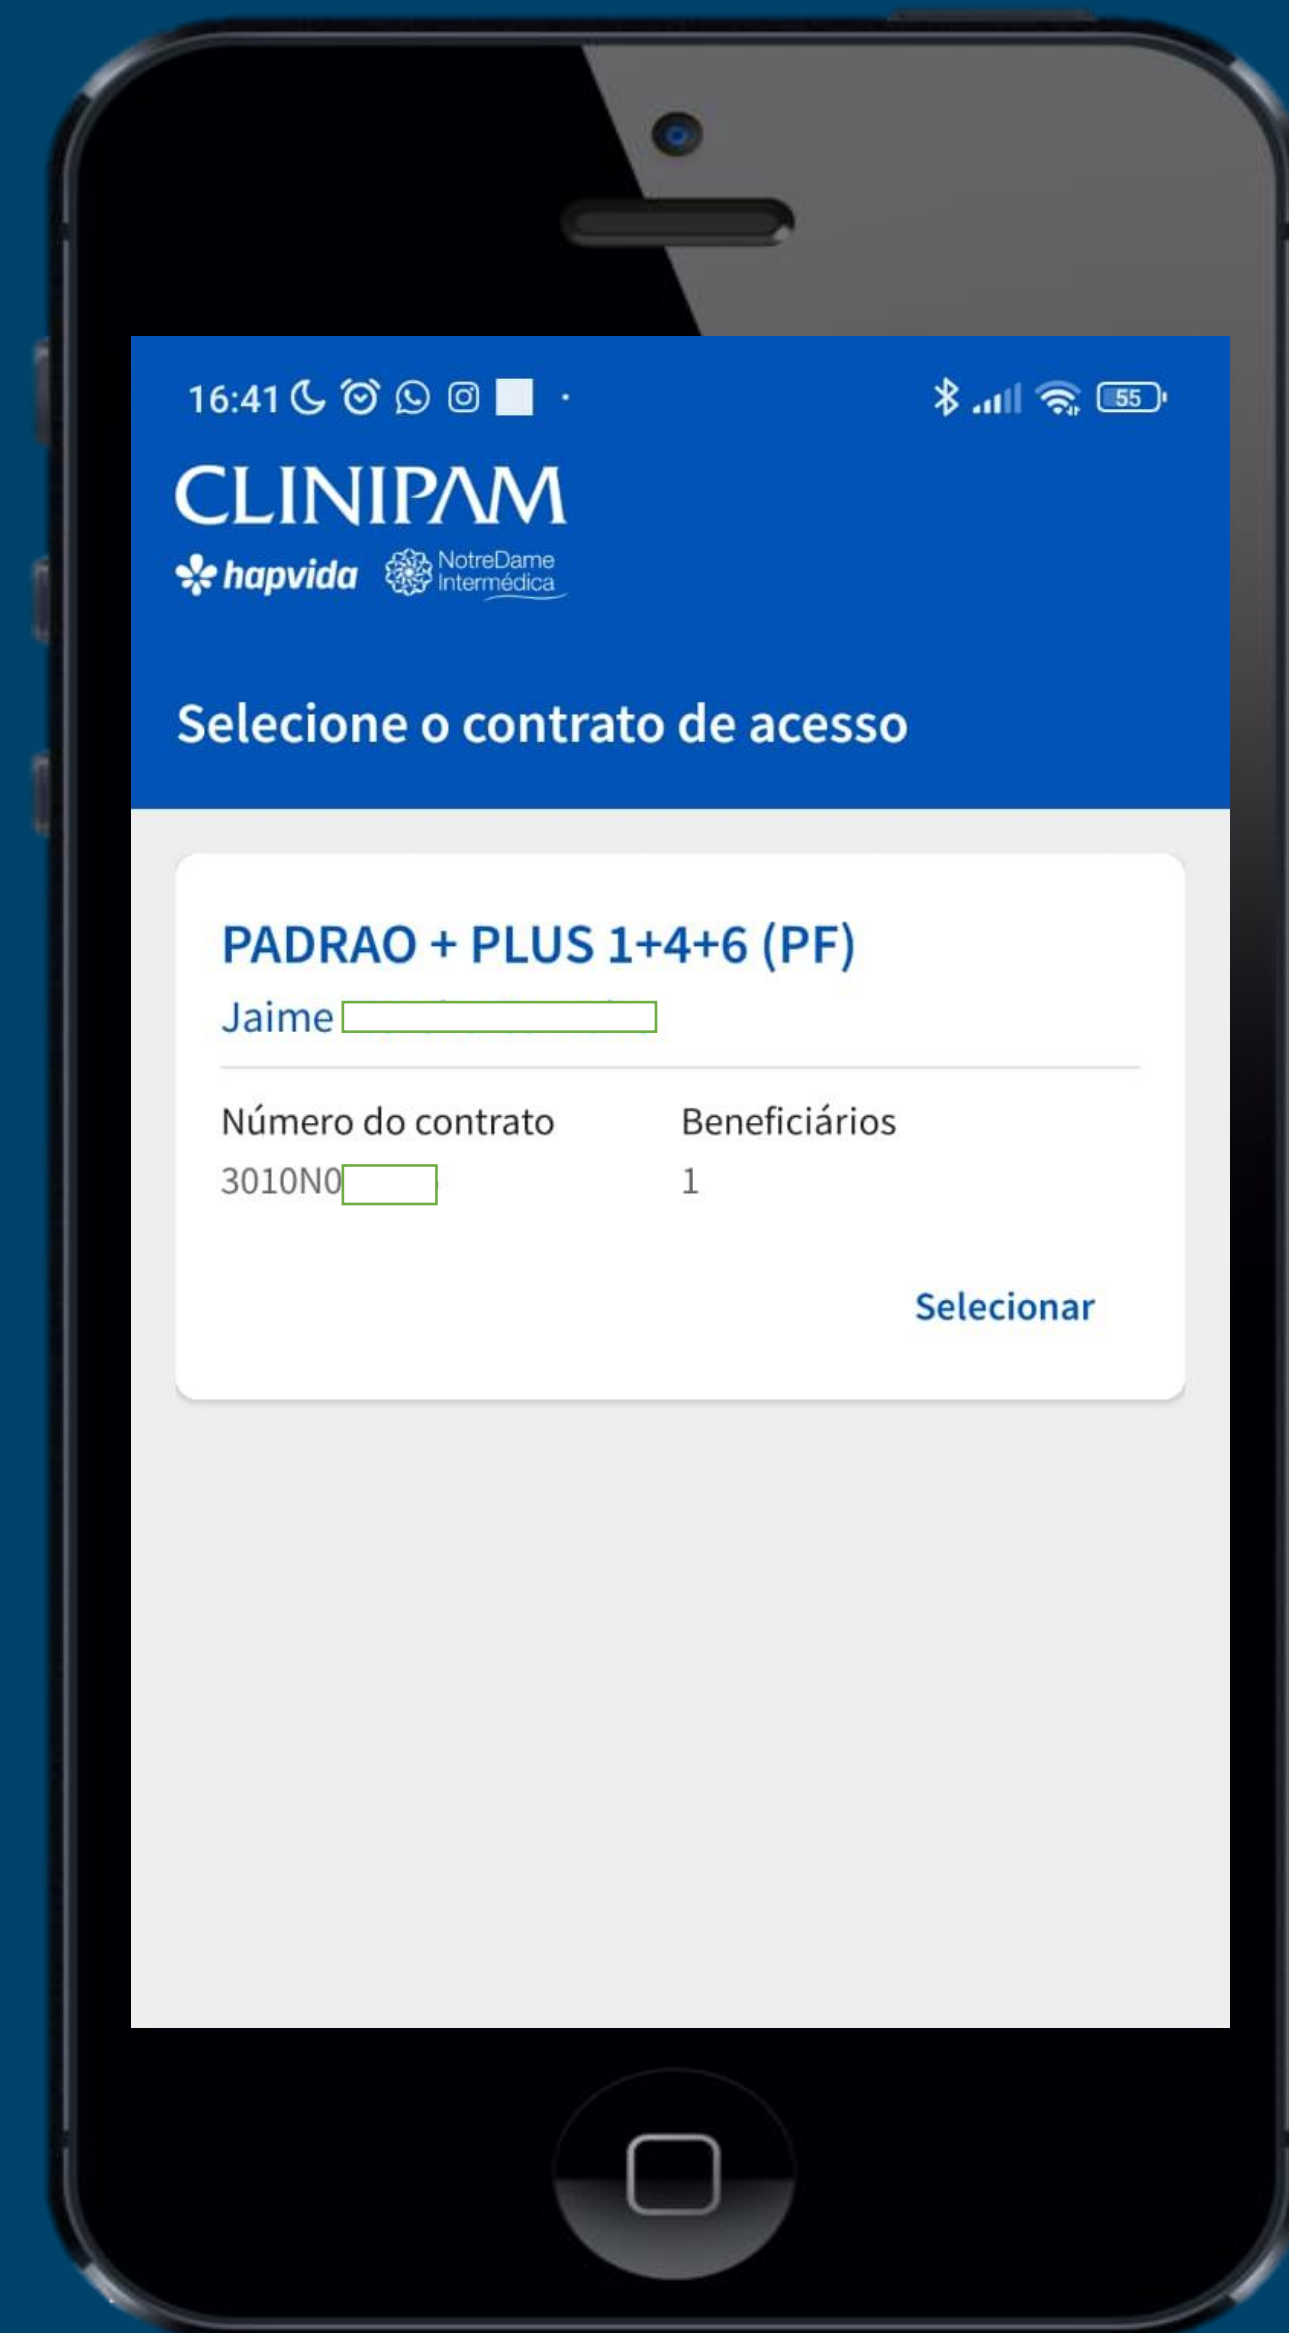 16:41
55
CLINIPAM
hapvida NotreDame
Intermédica
Selecione o contrato de acesso
PADRAO + PLUS 1+4+6 (PF)
Jaime
Número do contrato Beneficiários
3010N0 1
Selecionar